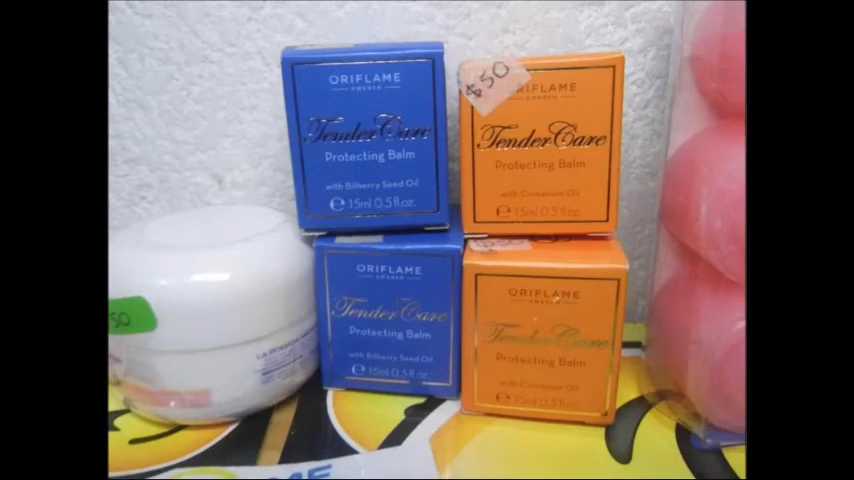 ORIFLAME
SWEDEN
Tender Care
Protecting Balm
with Bilberry Seed Oil
e 15ml 0.5 fl.oz.
$50
RIFLAME
SWEDEN
Tender Care
Protecting Balm
with Cinnamon Oil
e 15ml 0.5 fl.oz.
ORIFLAME
SWEDEN
Tender Care
Protecting Balm
with Bilberry Seed Oil
e 15ml 0.5 fl.oz.
ORIFLAME
SWEDEN
Tender Care
Protecting Balm
with Cinnamon Oil
e 15ml 0.5 fl.oz.
50
ME